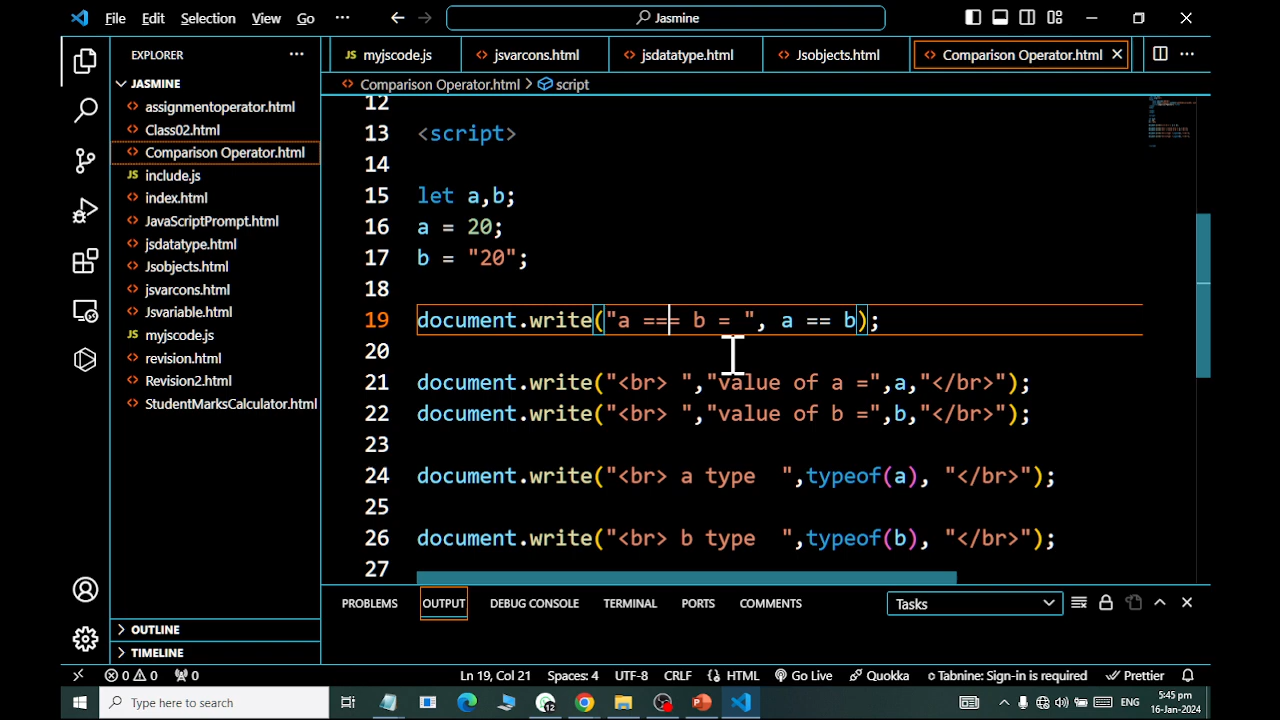 File Edit Selection View Go ... Jasmine
EXPLORER ...
myjscode.js jsvarcons.html jsdatatype.html Jsobjects.html Comparison Operator.html ...
JASMINE
assignmentoperator.html
Class02.html
Comparison Operator.html
include.js
index.html
JavaScriptPrompt.html
jsdatatype.html
Jsobjects.html
jsvarcons.html
Jsvariable.html
myjscode.js
revision.html
Revision2.html
StudentMarksCalculator.html
OUTLINE
TIMELINE
Comparison Operator.html > script
12
13 <script>
14
15 let a,b;
16 a = 20;
17 b = "20";
18
19 document.write("a === b = ", a == b);
20
21 document.write("<br> ","value of a =",a,"</br>");
22 document.write("<br> ","value of b =",b,"</br>");
23
24 document.write("<br> a type  ",typeof(a), "</br>");
25
26 document.write("<br> b type  ",typeof(b), "</br>");
27
PROBLEMS OUTPUT DEBUG CONSOLE TERMINAL PORTS COMMENTS Tasks
0 0 0 Ln 19, Col 21 Spaces: 4 UTF-8 CRLF HTML Go Live Quokka Tabnine: Sign-in is required Prettier
Type here to search 12 ENG 5:45 pm
16-Jan-2024